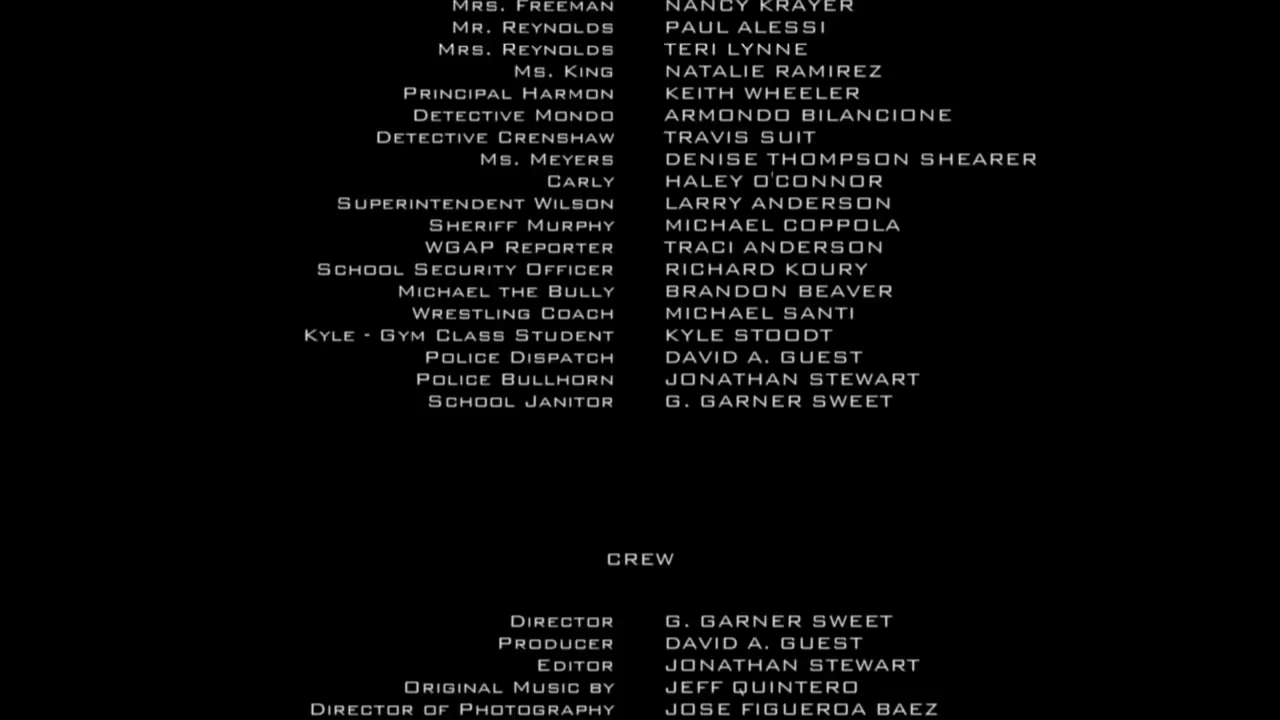 Mrs. Freeman NANCY KRAYER
Mr. Reynolds PAUL ALESSI
Mrs. Reynolds TERI LYNNE
Ms. King NATALIE RAMIREZ
Principal Harmon KEITH WHEELER
Detective Mondo ARMONDO BILANCIONE
Detective Crenshaw TRAVIS SUIT
Ms. Meyers DENISE THOMPSON SHEARER
Carly HALEY O'CONNOR
Superintendent Wilson LARRY ANDERSON
Sheriff Murphy MICHAEL COPPOLA
WGAP Reporter TRACI ANDERSON
School Security Officer RICHARD KOURY
Michael the Bully BRANDON BEAVER
Wrestling Coach MICHAEL SANTI
Kyle - Gym Class Student KYLE STOODT
Police Dispatch DAVID A. GUEST
Police Bullhorn JONATHAN STEWART
School Janitor G. GARNER SWEET
CREW
Director G. GARNER SWEET
Producer DAVID A. GUEST
Editor JONATHAN STEWART
Original Music by JEFF QUINTERO
Director of Photography JOSE FIGUEROA BAEZ